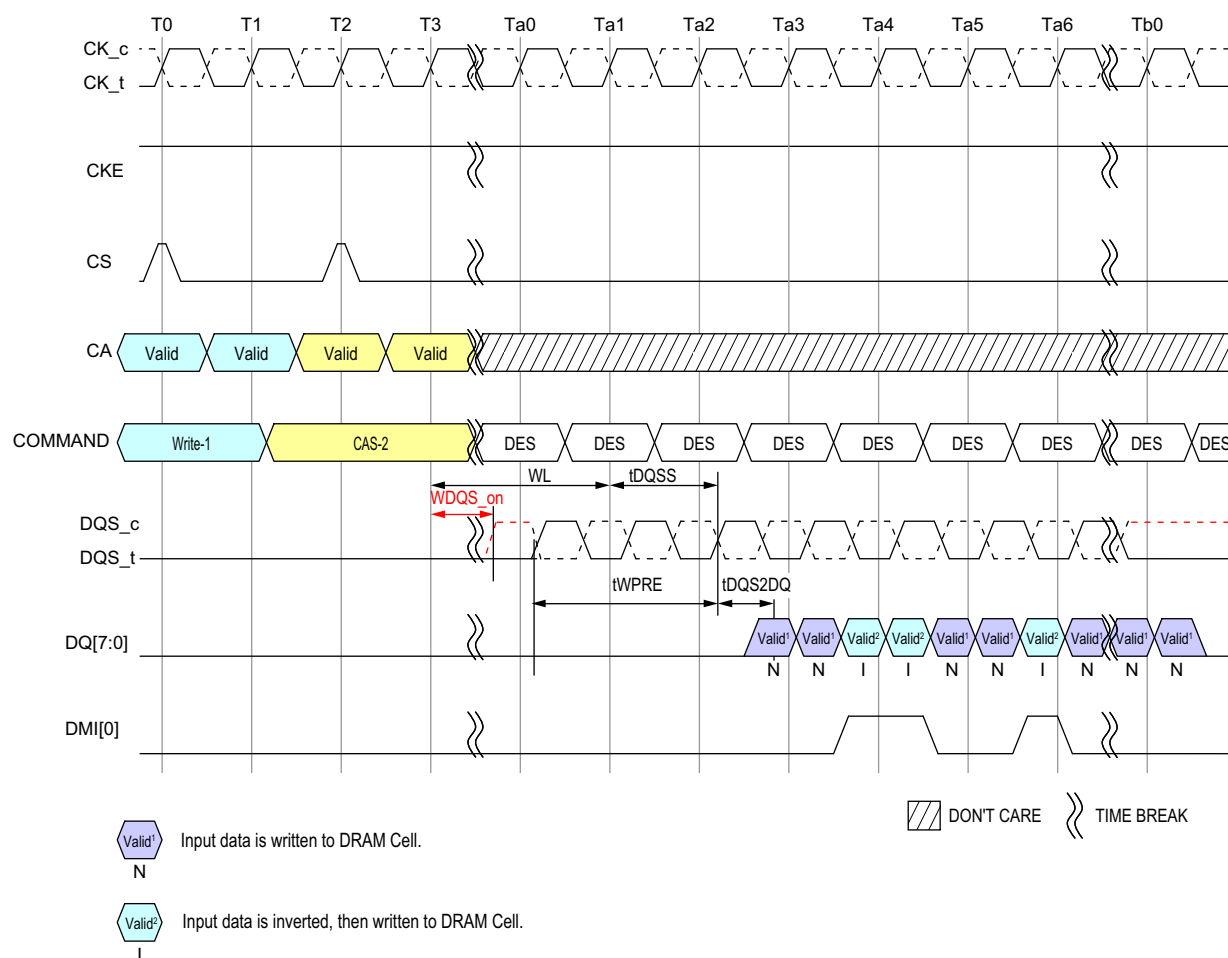 T0 T1 T2 T3 Ta0 Ta1 Ta2 Ta3 Ta4 Ta5 Ta6 Tb0
CK_c
CK_t
CKE
CS
CA Valid Valid Valid Valid
COMMAND Write-1 CAS-2 DES DES DES DES DES DES DES DES DES
WL tDQSS
WDQS_on
DQS_c
DQS_t
tWPRE tDQS2DQ
DQ[7:0] Valid¹ Valid¹ Valid² Valid² Valid¹ Valid¹ Valid² Valid¹ Valid¹ Valid¹
N N I I N N I N N N
DMI[0]
DON'T CARE TIME BREAK
Valid¹ Input data is written to DRAM Cell.
N
Valid² Input data is inverted, then written to DRAM Cell.
I